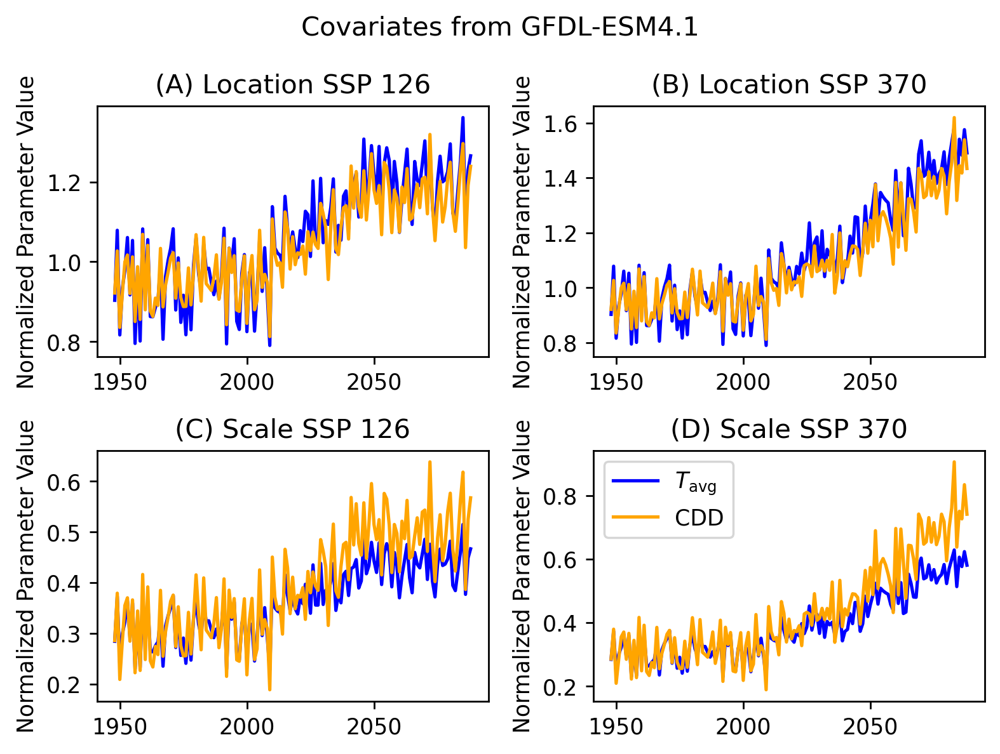 Covariates from GFDL-ESM4.1
(A) Location SSP 126
Normalized Parameter Value
1.2
1.0
0.8
1950 2000 2050
(B) Location SSP 370
Normalized Parameter Value
1.6
1.4
1.2
1.0
0.8
1950 2000 2050
(C) Scale SSP 126
Normalized Parameter Value
0.6
0.5
0.4
0.3
0.2
1950 2000 2050
(D) Scale SSP 370
Normalized Parameter Value
0.8
0.6
0.4
0.2
1950 2000 2050
Tavg
CDD